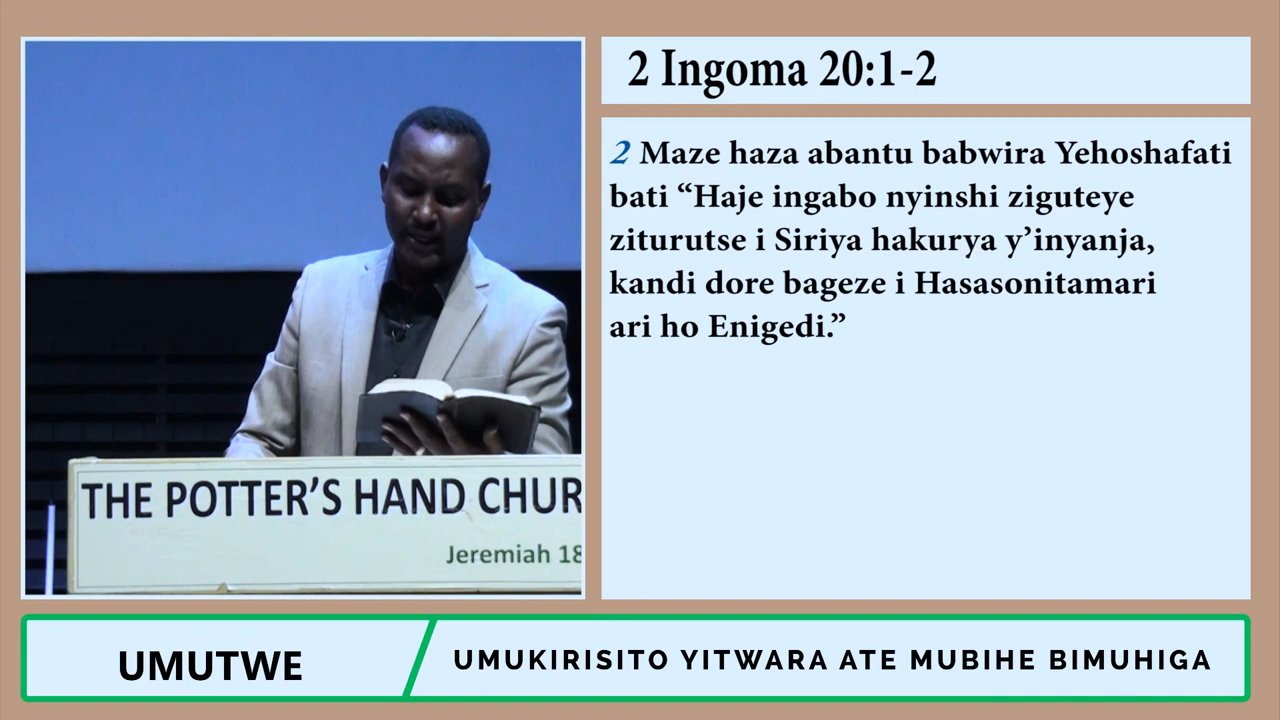 2 Ingoma 20:1-2
2 Maze haza abantu babwira Yehoshafati
bati “Haje ingabo nyinshi ziguteye
ziturutse i Siriya hakurya y’inyanja,
kandi dore bageze i Hasasonitamari
ari ho Enigedi.”
THE POTTER’S HAND CHUR
Jeremiah 18
UMUTWE
UMUKIRISITO YITWARA ATE MUBIHE BIMUHIGA